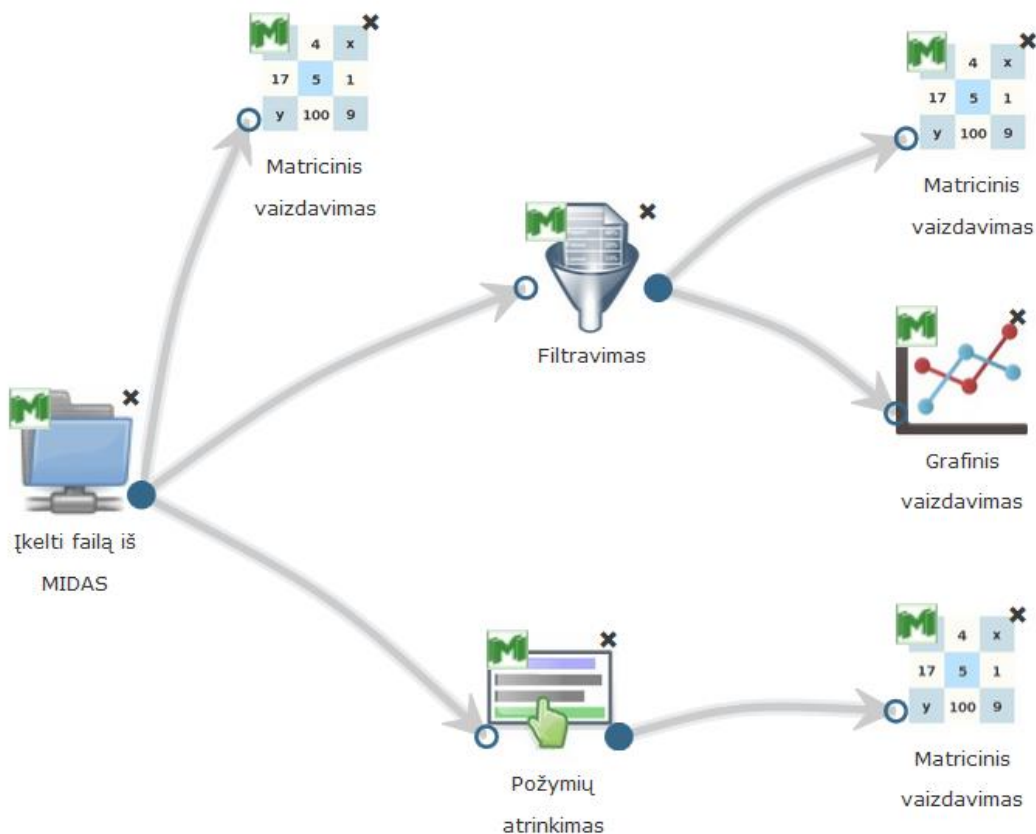 4 x
17 5 1
y 100 9
Matricinis
vaizdavimas
4 x
17 5 1
y 100 9
Matricinis
vaizdavimas
Filtravimas
Grafinis
vaizdavimas
Įkelti failą iš
MIDAS
4 x
17 5 1
y 100 9
Matricinis
vaizdavimas
Požymių
atrinkimas